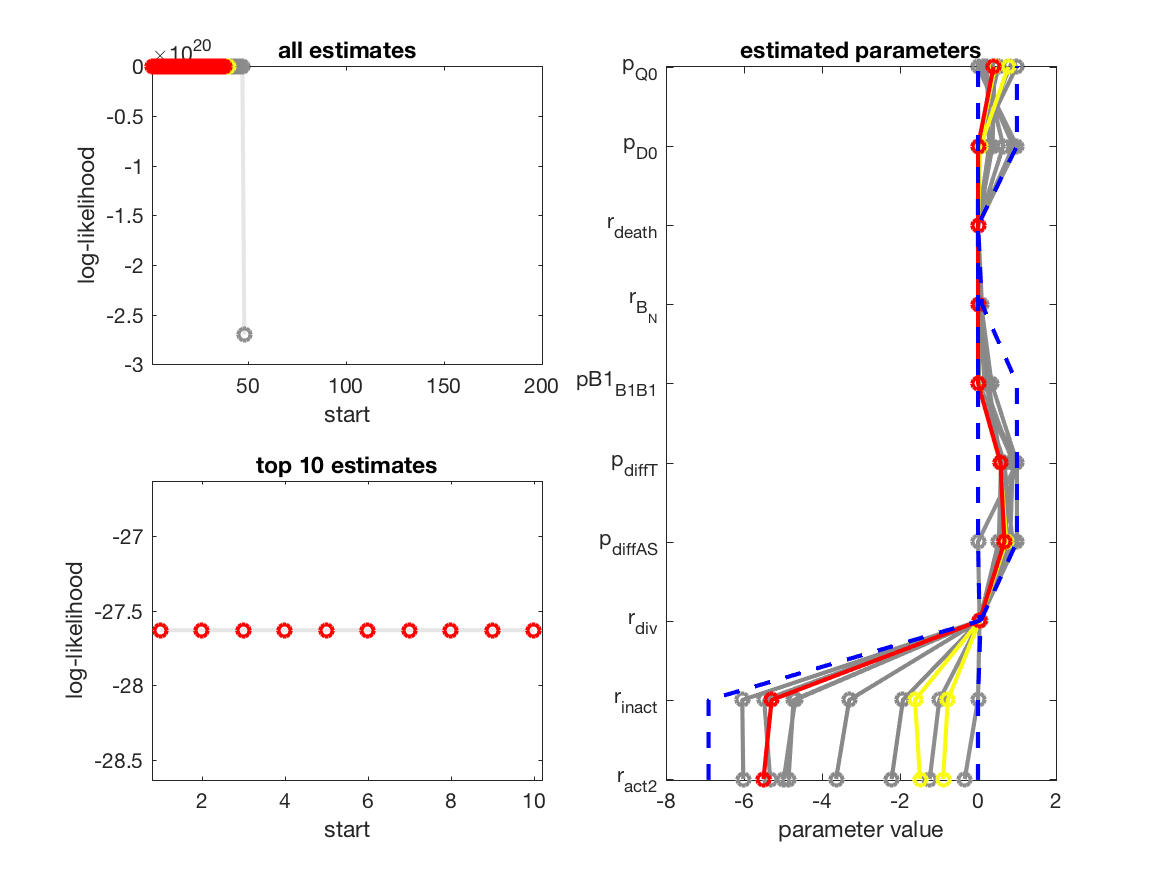 all estimates
× 10^20
0
-0.5
-1
-1.5
-2
-2.5
-3
log-likelihood
50
100
150
200
start
top 10 estimates
-27
-27.5
-28
-28.5
log-likelihood
2
4
6
8
10
start
estimated parameters
p_Q0
p_D0
r_death
r_B_N
pB1_B1B1
p_diffT
p_diffAS
r_div
r_inact
r_act2
-8
-6
-4
-2
0
2
parameter value